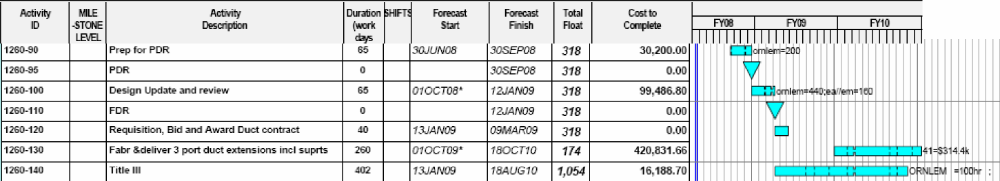 Activity ID MILE -STONE LEVEL Activity Description Duration (work days SHIFTS Forecast Start Forecast Finish Total Float Cost to Complete FY08 FY09 FY10
1260-90 Prep for PDR 65 30JUN08 30SEP08 318 30,200.00 ornlem=200
1260-95 PDR 0 30SEP08 318 0.00
1260-100 Design Update and review 65 01OCT08* 12JAN09 318 99,486.80 ornlem=440;ea//em=160
1260-110 FDR 0 12JAN09 318 0.00
1260-120 Requisition, Bid and Award Duct contract 40 13JAN09 09MAR09 318 0.00
1260-130 Fabr &deliver 3 port duct extensions incl suprts 260 01OCT09* 18OCT10 174 420,831.66 41=$314.4k
1260-140 Title III 402 13JAN09 18AUG10 1,054 16,188.70 ORNLEM =100hr ;